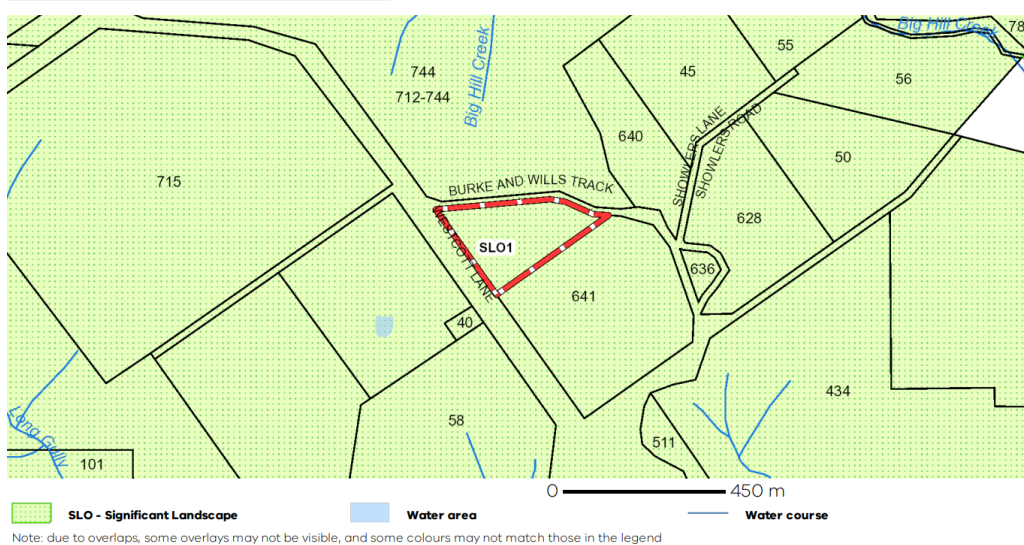 Big Hill Creek
78
55
56
45
744
712-744
Big Hill Creek
640
SHOWLERS LANE
SHOWLERS ROAD
50
715
BURKE AND WILLS TRACK
628
SLO1
WESTCOTT LANE
636
641
40
434
58
511
Long Gully
101
0 450 m
SLO - Significant Landscape Water area Water course
Note: due to overlaps, some overlays may not be visible, and some colours may not match those in the legend